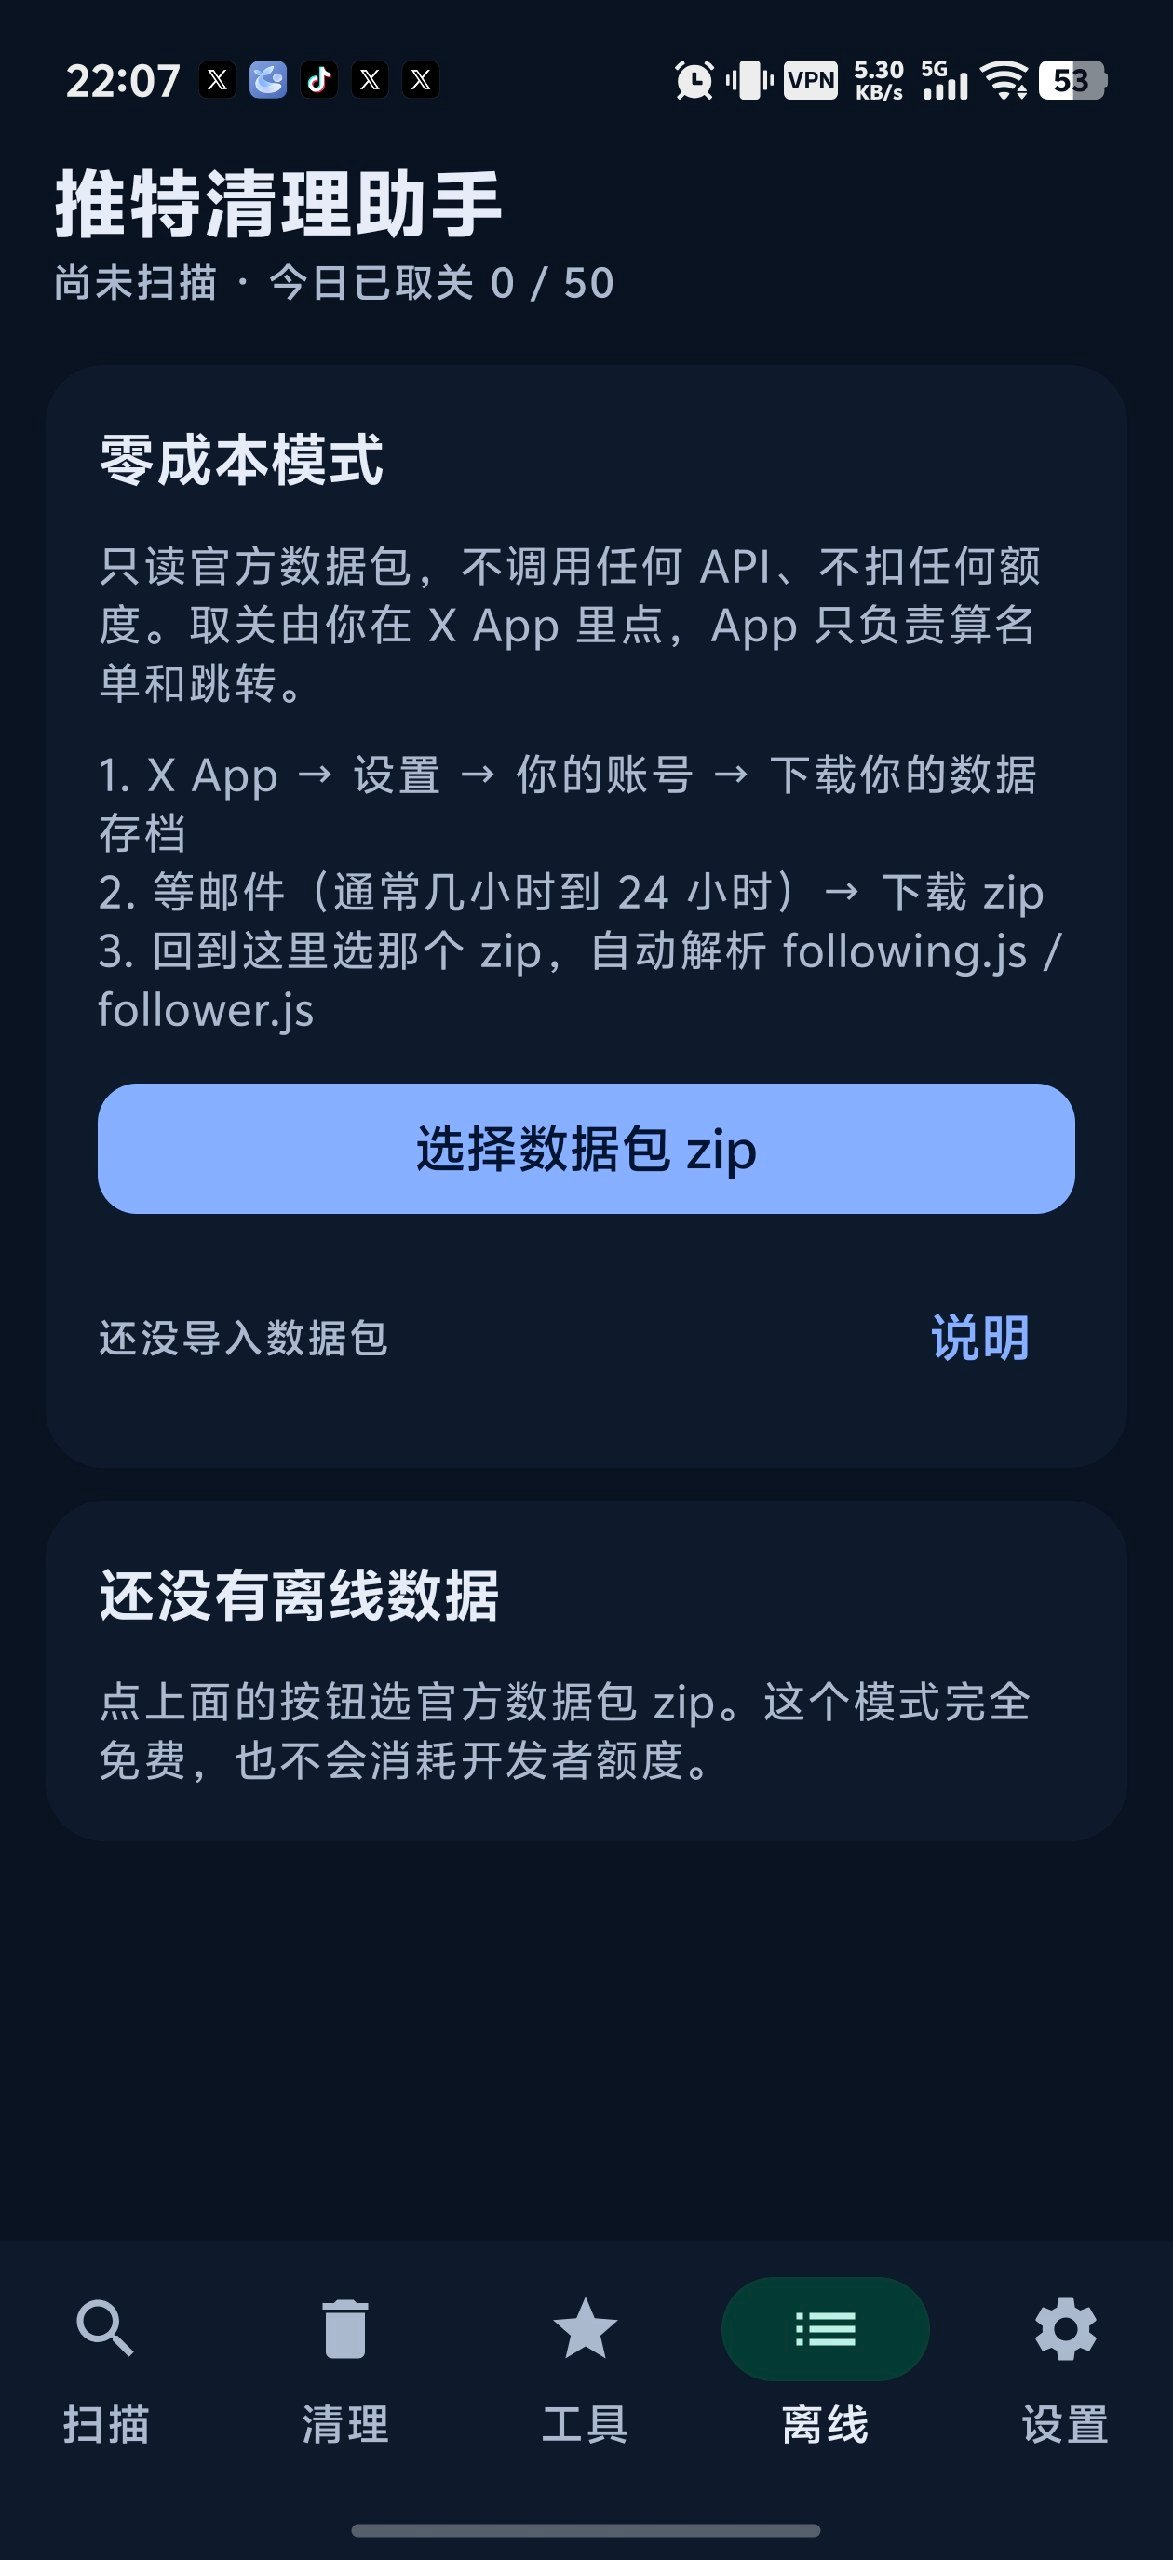 22:07
VPN
5.30
KB/s
5G
53
推特清理助手
尚未扫描 · 今日已取关 0 / 50
零成本模式
只读官方数据包，不调用任何 API、不扣任何额
度。取关由你在 X App 里点，App 只负责算名
单和跳转。
1. X App → 设置 → 你的账号 → 下载你的数据
存档
2. 等邮件（通常几小时到 24 小时）→ 下载 zip
3. 回到这里选那个 zip，自动解析 following.js /
follower.js
选择数据包 zip
还没导入数据包
说明
还没有离线数据
点上面的按钮选官方数据包 zip。这个模式完全
免费，也不会消耗开发者额度。
扫描
清理
工具
离线
设置